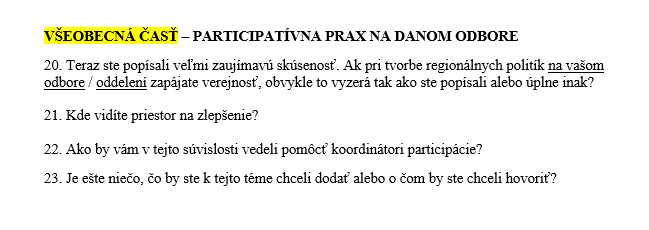 VŠEOBECNÁ ČASŤ – PARTICIPATÍVNA PRAX NA DANOM ODBORE
20. Teraz ste popísali veľmi zaujímavú skúsenosť. Ak pri tvorbe regionálnych politík na vašom
odbore / oddelení zapájate verejnosť, obvykle to vyzerá tak ako ste popísali alebo úplne inak?
21. Kde vidíte priestor na zlepšenie?
22. Ako by vám v tejto súvislosti vedeli pomôcť koordinátori participácie?
23. Je ešte niečo, čo by ste k tejto téme chceli dodať alebo o čom by ste chceli hovoriť?